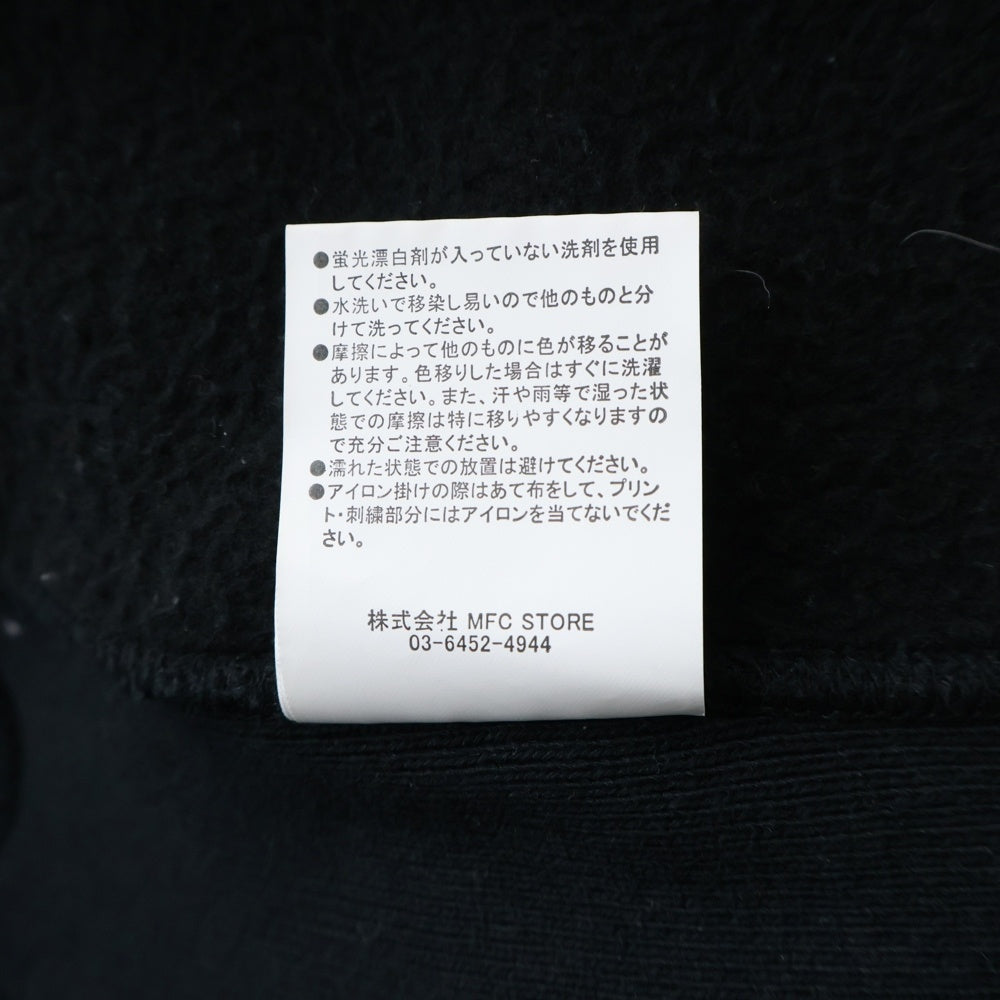 ●蛍光漂白剤が入っていない洗剤を使用
してください。
●水洗いで移染し易いので他のものと分
けて洗ってください。
●摩擦によって他のものに色が移ることが
あります。色移りした場合はすぐに洗濯
してください。また、汗や雨等で湿った状
態での摩擦は特に移りやすくなりますの
で充分ご注意ください。
●濡れた状態での放置は避けてください。
●アイロン掛けの際はあて布をして、プリン
ト・刺繍部分にはアイロンを当てないでくだ
さい。
株式会社 MFC STORE
03-6452-4944